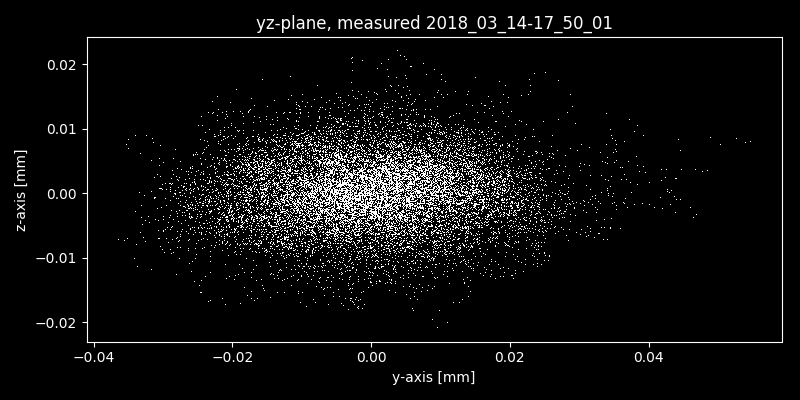 yz-plane, measured 2018_03_14-17_50_01
0.02
0.01
0.00
−0.01
−0.02
z-axis [mm]
−0.04 −0.02 0.00 0.02 0.04
y-axis [mm]